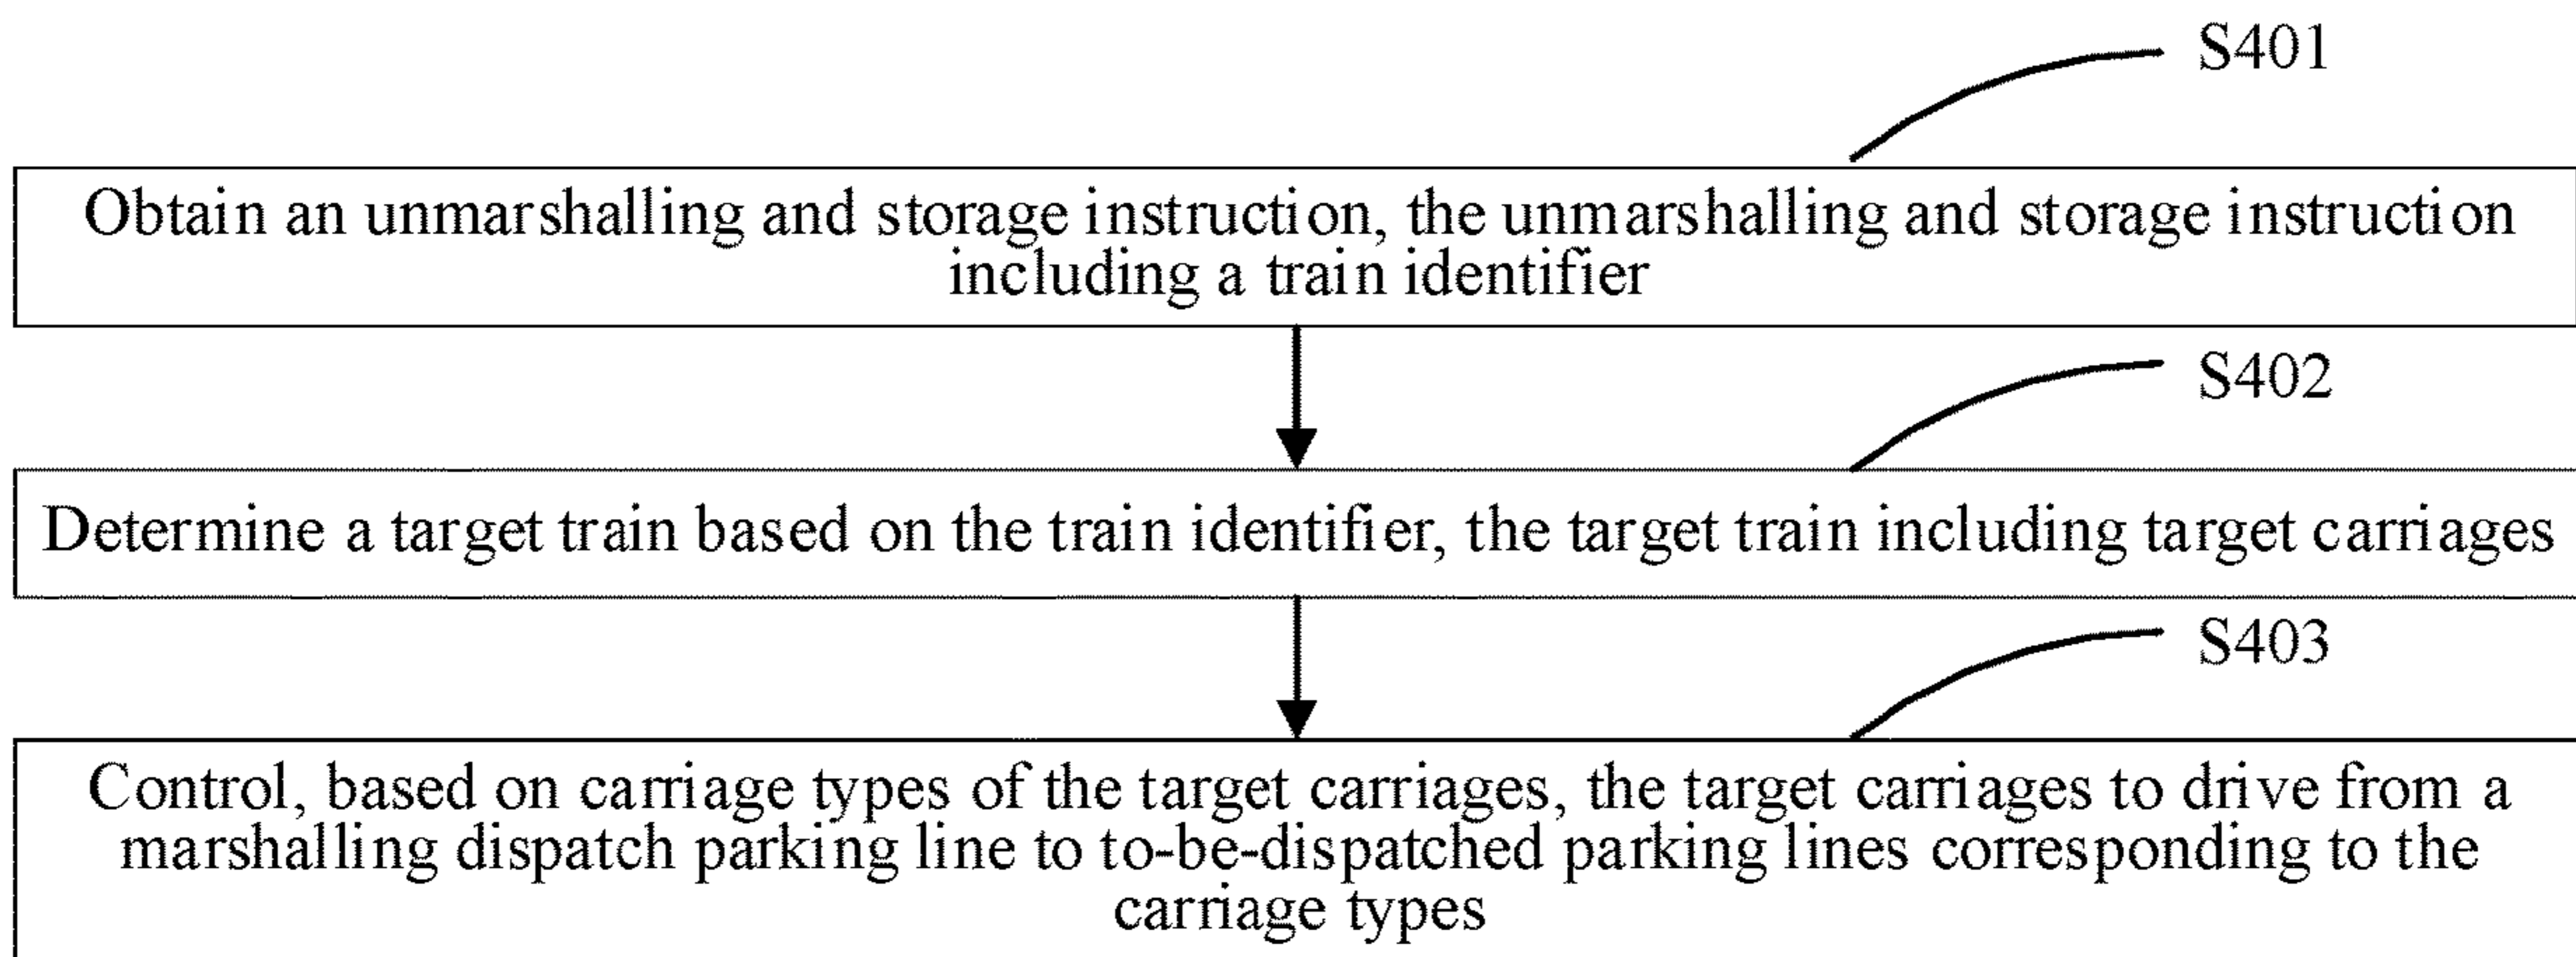 S401
Obtain an unmarshalling and storage instruction, the unmarshalling and storage instruction
including a train identifier
S402
Determine a target train based on the train identifier, the target train including target carriages
S403
Control, based on carriage types of the target carriages, the target carriages to drive from a
marshalling dispatch parking line to to-be-dispatched parking lines corresponding to the
carriage types